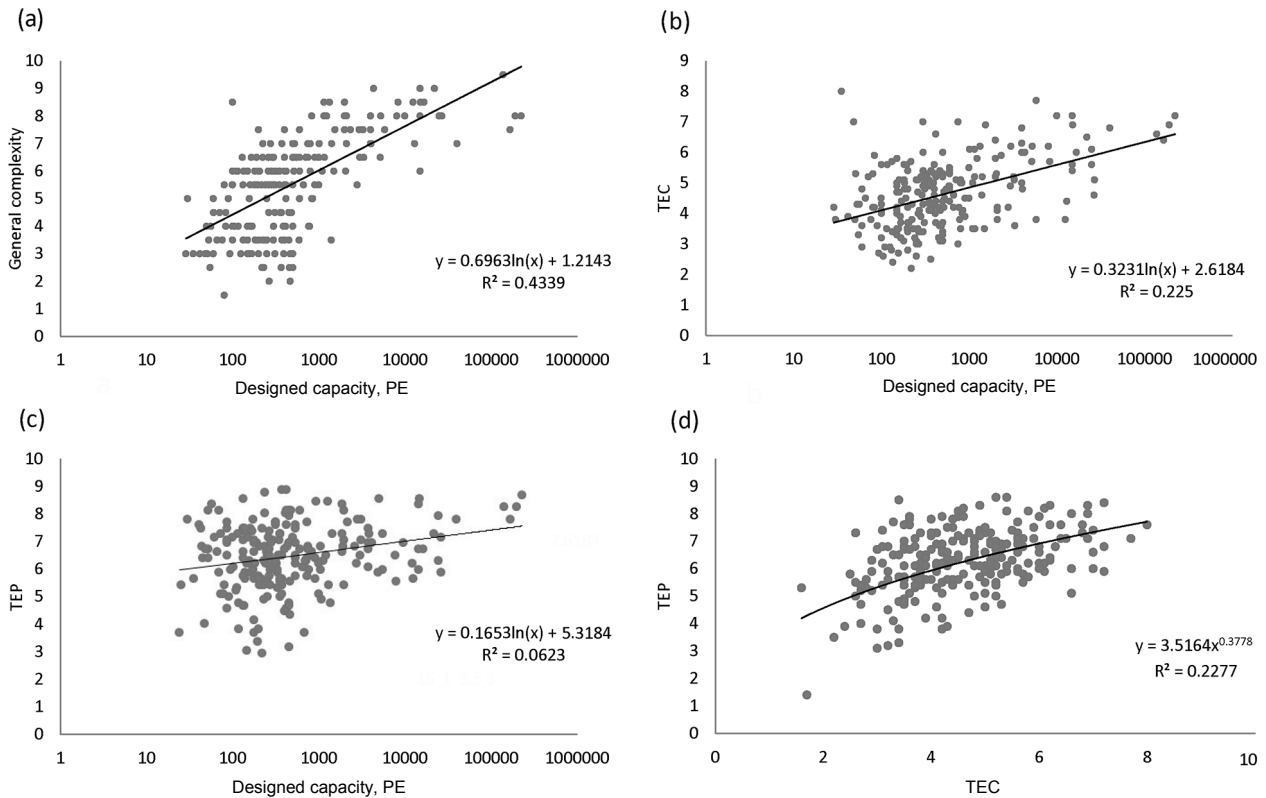 (a)
10
9
8
7
6
5
4
3
2
1
0
General complexity
y = 0.6963ln(x) + 1.2143
R² = 0.4339
1 10 100 1000 10000 100000 1000000
Designed capacity, PE
(b)
9
8
7
6
5
4
3
2
1
0
TEC
y = 0.3231ln(x) + 2.6184
R² = 0.225
1 10 100 1000 10000 100000 1000000
Designed capacity, PE
(c)
10
9
8
7
6
5
4
3
2
1
0
TEP
y = 0.1653ln(x) + 5.3184
R² = 0.0623
1 10 100 1000 10000 100000 1000000
Designed capacity, PE
(d)
10
9
8
7
6
5
4
3
2
1
0
TEP
y = 3.5164x^0.3778
R² = 0.2277
0 2 4 6 8 10
TEC